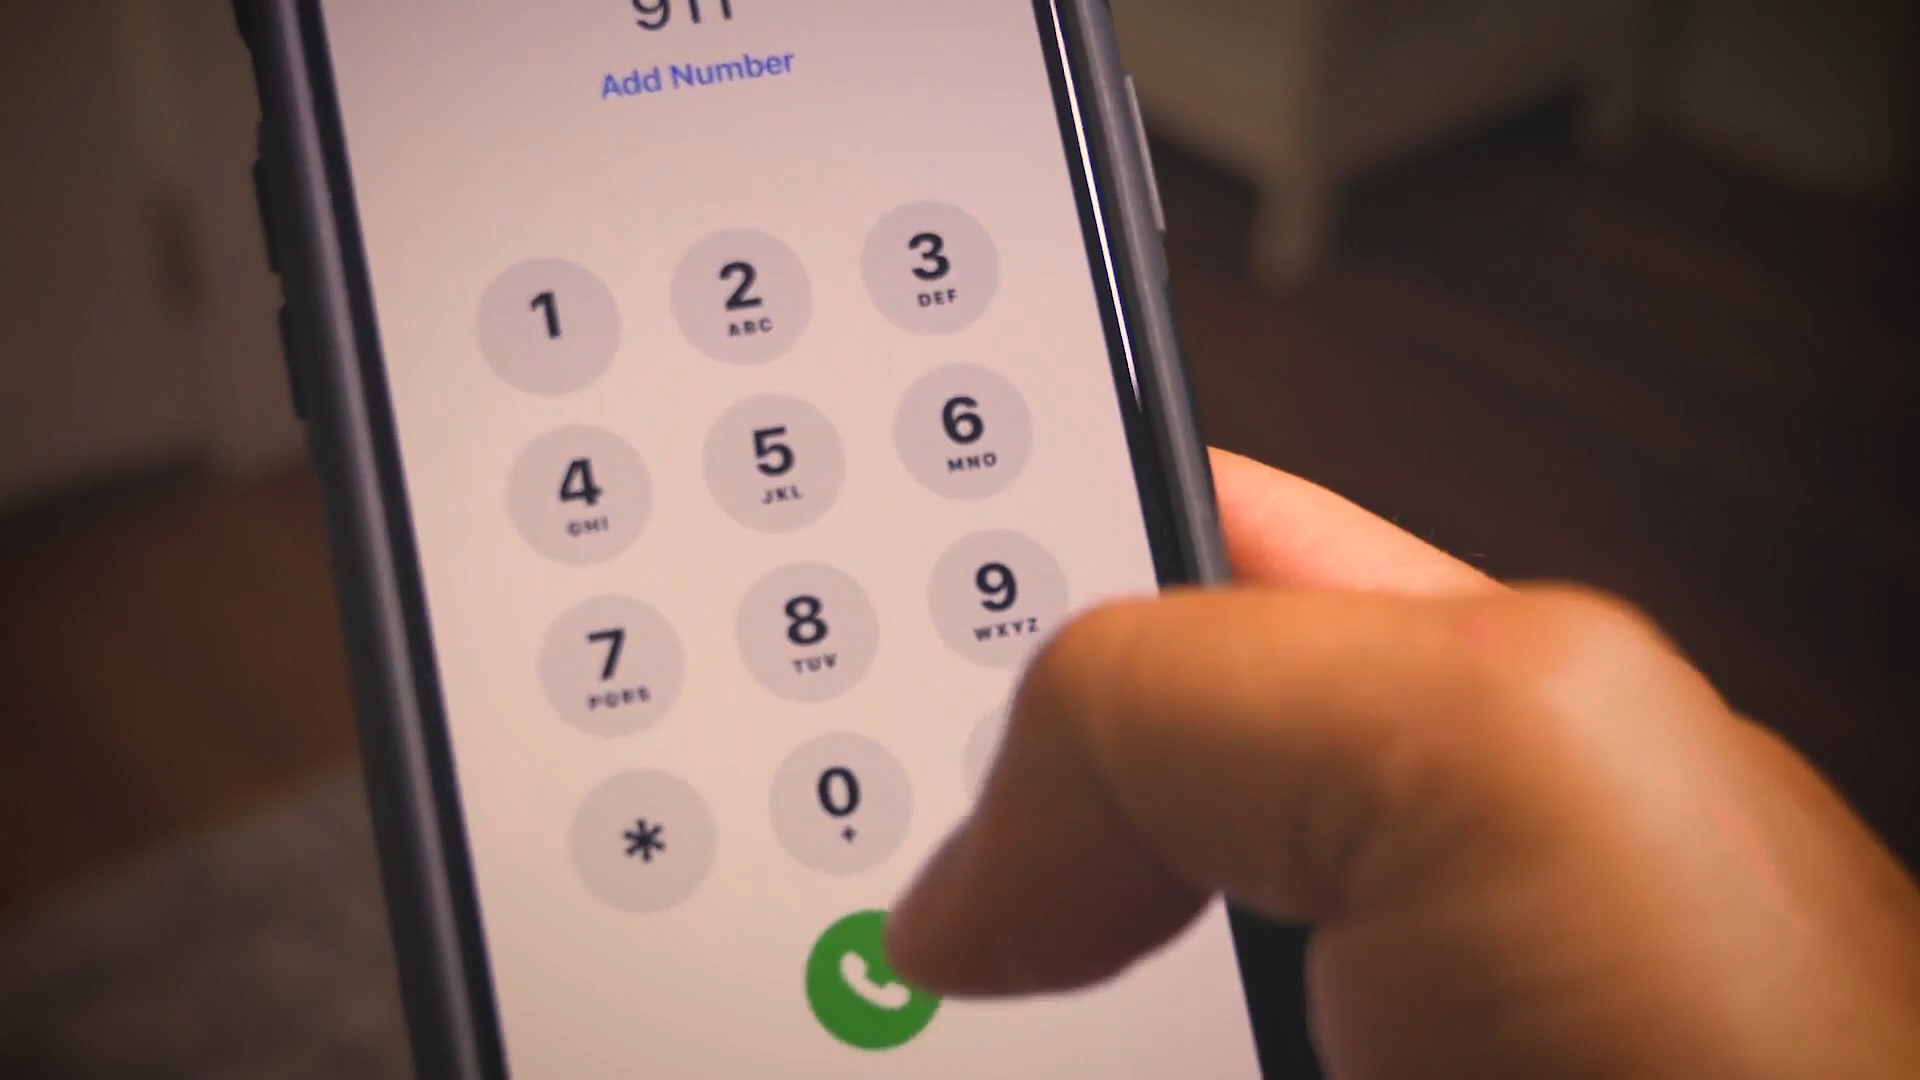 911
Add Number
1 2 3
ABC DEF
4 5 6
GHI JKL MNO
7 8 9
PQRS TUV WXYZ
* 0
+